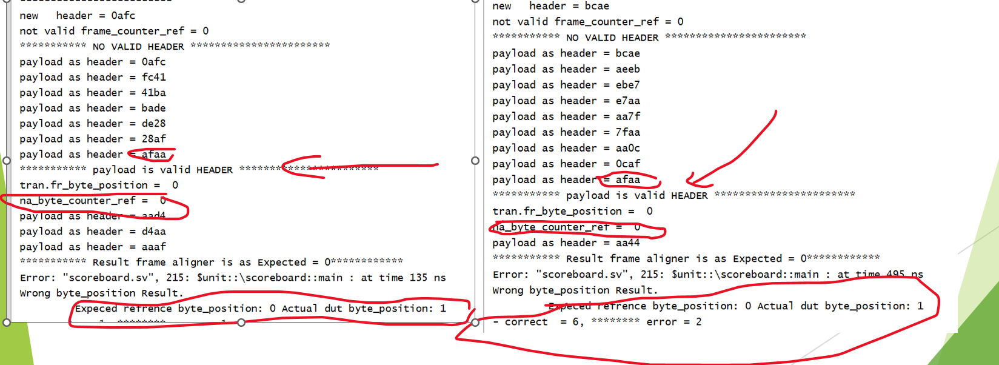 new   header = 0afc
not valid frame_counter_ref = 0
*********** NO VALID HEADER ***********************
payload as header = 0afc
payload as header = fc41
payload as header = 41ba
payload as header = bade
payload as header = de28
payload as header = 28af
payload as header = afaa
*********** payload is valid HEADER ***********************
tran.fr_byte_position =  0
na_byte_counter_ref =  0
payload as header = aad4
payload as header = d4aa
payload as header = aaaf
*********** Result frame aligner is as Expected = 0************
Error: "scoreboard.sv", 215: $unit::\scoreboard::main : at time 135 ns
Wrong byte_position Result.
Expeced refrence byte_position: 0 Actual dut byte_position: 1
new   header = bcae
not valid frame_counter_ref = 0
*********** NO VALID HEADER ***********************
payload as header = bcae
payload as header = aeeb
payload as header = ebe7
payload as header = e7aa
payload as header = aa7f
payload as header = 7faa
payload as header = aa0c
payload as header = 0caf
payload as header = afaa
*********** payload is valid HEADER ***********************
tran.fr_byte_position =  0
na_byte_counter_ref =  0
payload as header = aa44
*********** Result frame aligner is as Expected = 0************
Error: "scoreboard.sv", 215: $unit::\scoreboard::main : at time 495 ns
Wrong byte_position Result.
Expeced refrence byte_position: 0 Actual dut byte_position: 1
- correct  = 6, ******** error = 2